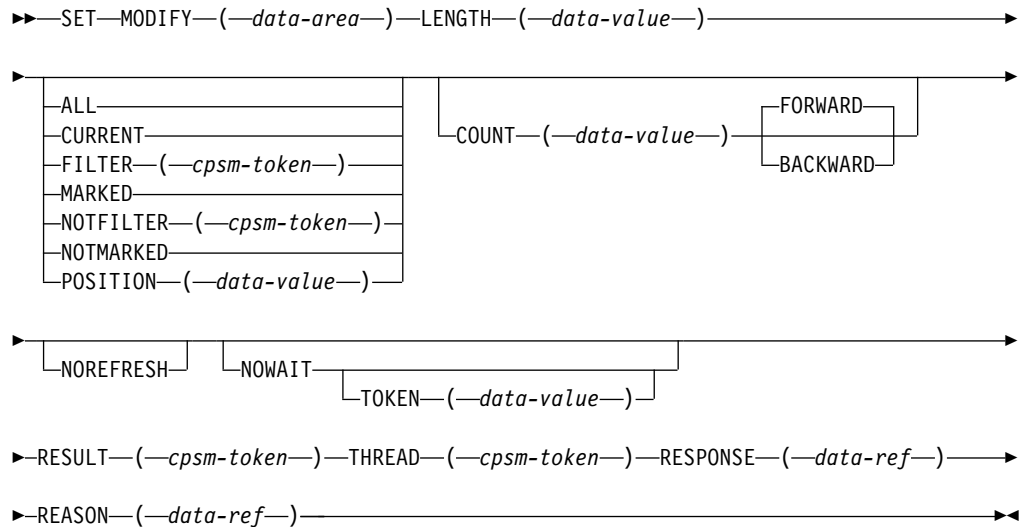 SET MODIFY ( data-area ) LENGTH ( data-value )
ALL
CURRENT
FILTER ( cpsm-token )
MARKED
NOTFILTER ( cpsm-token )
NOTMARKED
POSITION ( data-value )
COUNT ( data-value )
FORWARD
BACKWARD
NOREFRESH
NOWAIT
TOKEN ( data-value )
RESULT ( cpsm-token ) THREAD ( cpsm-token ) RESPONSE ( data-ref )
REASON ( data-ref )